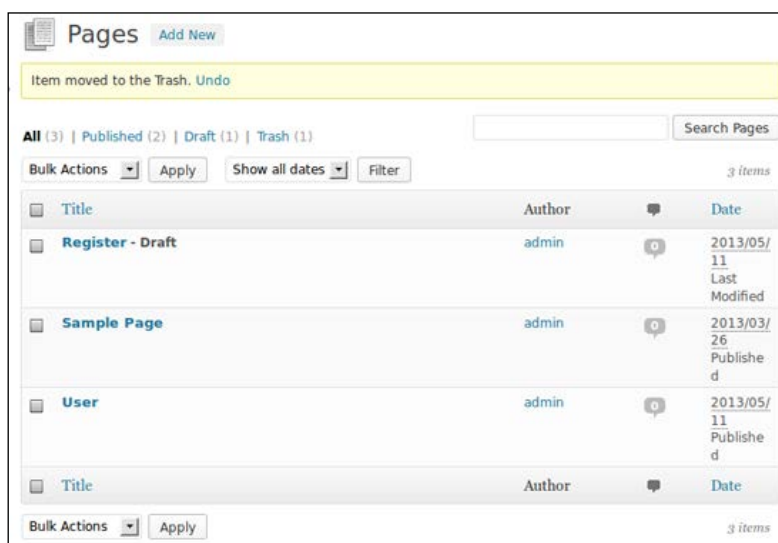 Pages Add New
Item moved to the Trash. Undo
All (3) | Published (2) | Draft (1) | Trash (1)
Search Pages
Bulk Actions Apply Show all dates Filter 3 items
Title Author Date
Register - Draft admin 0 2013/05/
11
Last
Modified
Sample Page admin 0 2013/03/
26
Publishe
d
User admin 0 2013/05/
11
Publishe
d
Title Author Date
Bulk Actions Apply 3 items